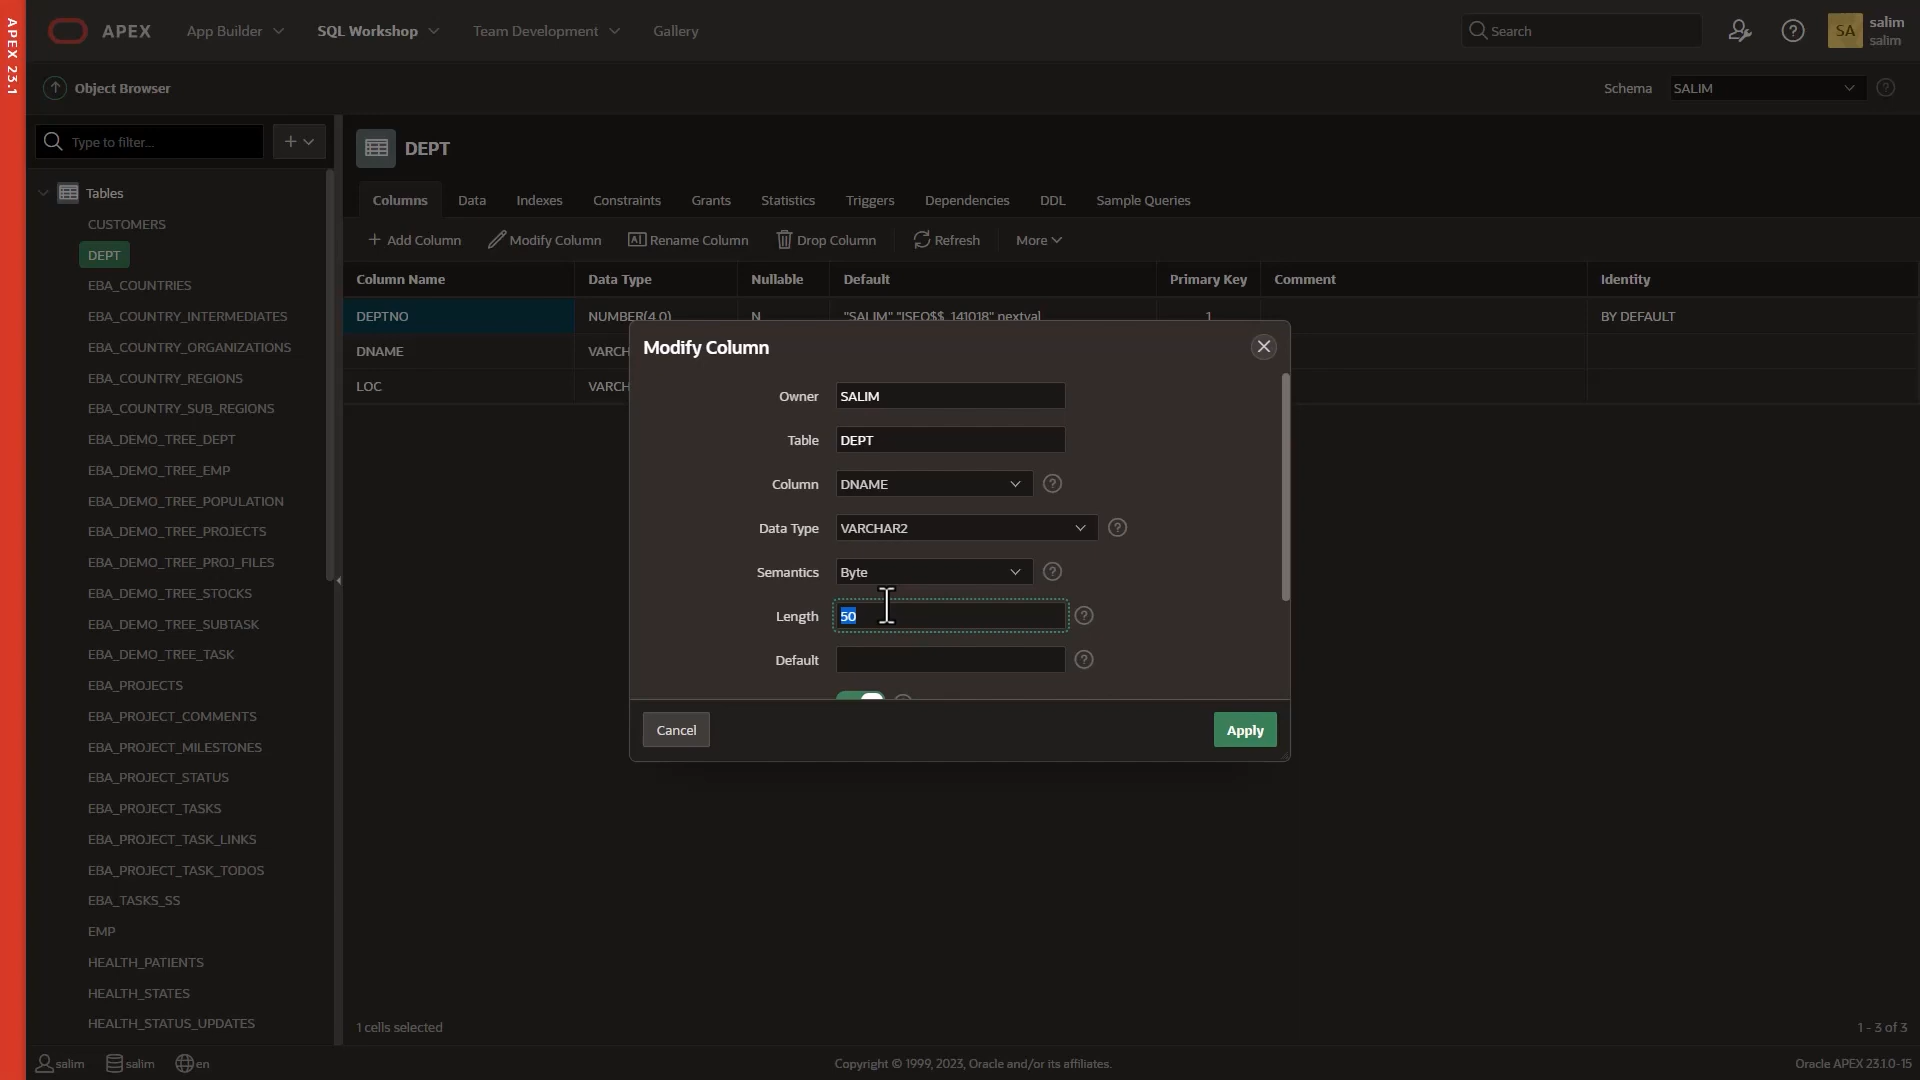 APEX 23.1
APEX
App Builder
SQL Workshop
Team Development
Gallery
Search
SA
salim
salim
Object Browser
Schema
SALIM
Type to filter...
DEPT
Tables
CUSTOMERS
DEPT
EBA_COUNTRIES
EBA_COUNTRY_INTERMEDIATES
EBA_COUNTRY_ORGANIZATIONS
EBA_COUNTRY_REGIONS
EBA_COUNTRY_SUB_REGIONS
EBA_DEMO_TREE_DEPT
EBA_DEMO_TREE_EMP
EBA_DEMO_TREE_POPULATION
EBA_DEMO_TREE_PROJECTS
EBA_DEMO_TREE_PROJ_FILES
EBA_DEMO_TREE_STOCKS
EBA_DEMO_TREE_SUBTASK
EBA_DEMO_TREE_TASK
EBA_PROJECTS
EBA_PROJECT_COMMENTS
EBA_PROJECT_MILESTONES
EBA_PROJECT_STATUS
EBA_PROJECT_TASKS
EBA_PROJECT_TASK_LINKS
EBA_PROJECT_TASK_TODOS
EBA_TASKS_SS
EMP
HEALTH_PATIENTS
HEALTH_STATES
HEALTH_STATUS_UPDATES
Columns Data Indexes Constraints Grants Statistics Triggers Dependencies DDL Sample Queries
+ Add Column Modify Column Rename Column Drop Column Refresh More
Column Name Data Type Nullable Default Primary Key Comment Identity
DEPTNO NUMBER(4,0) N "SALIM"."ISEQ$$_141018".nextval 1 BY DEFAULT
DNAME VARCH
LOC VARCH
Modify Column
Owner SALIM
Table DEPT
Column DNAME
Data Type VARCHAR2
Semantics Byte
Length 50
Default
Cancel
Apply
1 cells selected
1 - 3 of 3
salim salim en
Copyright © 1999, 2023, Oracle and/or its affiliates.
Oracle APEX 23.1.0-15